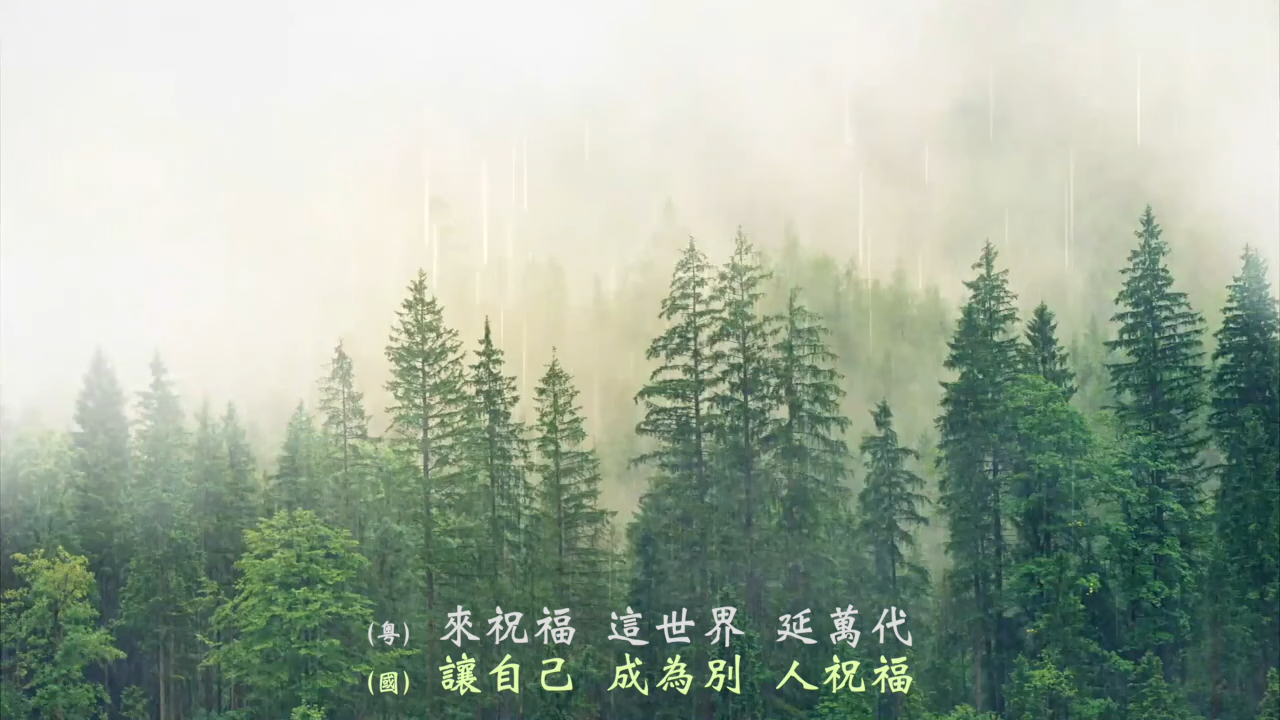 (粵) 來祝福 這世界 延萬代
(國) 讓自己 成為別 人祝福